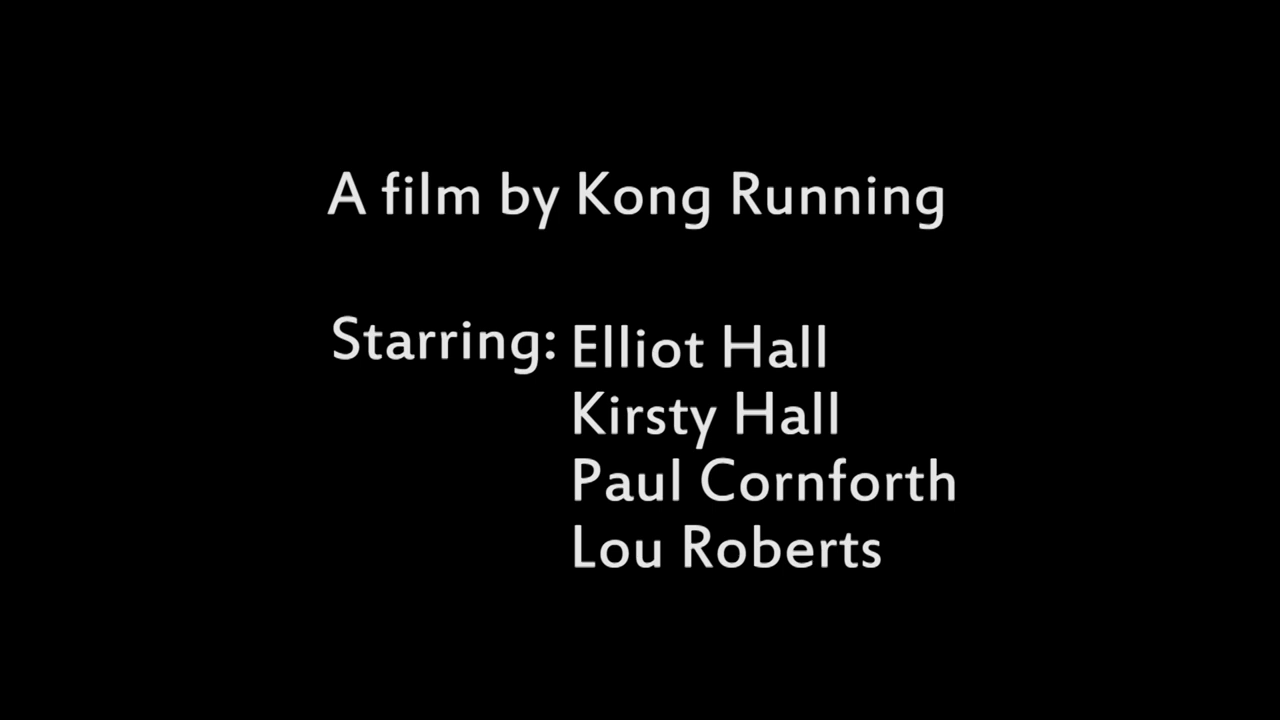 A film by Kong Running
Starring: Elliot Hall
Kirsty Hall
Paul Cornforth
Lou Roberts